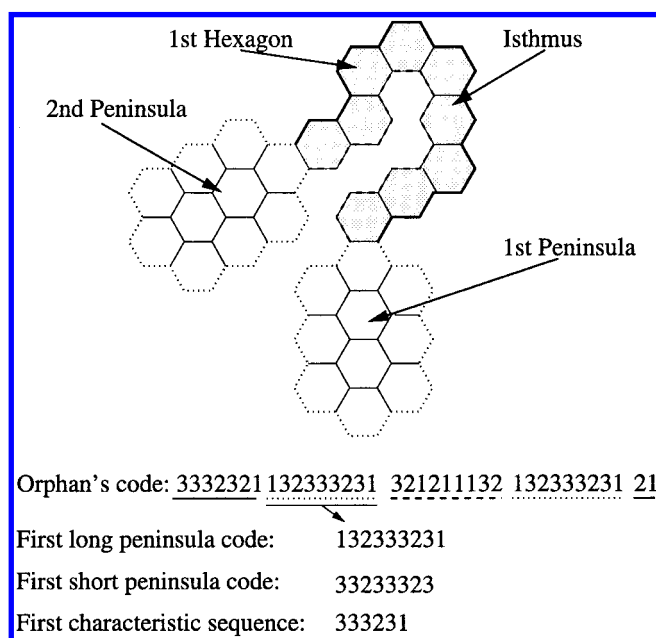 1st Hexagon
Isthmus
2nd Peninsula
1st Peninsula
Orphan's code: 3332321 132333231 321211132 132333231 21
First long peninsula code: 132333231
First short peninsula code: 33233323
First characteristic sequence: 333231